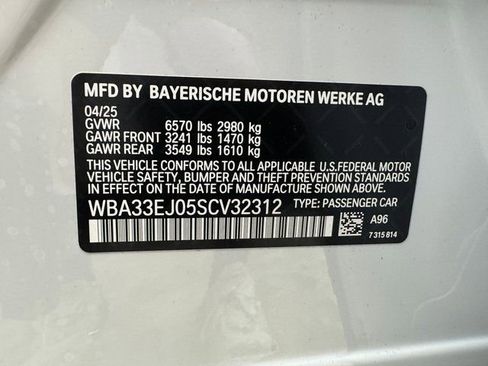 MFD BY BAYERISCHE MOTOREN WERKE AG
04/25
GVWR 6570 lbs 2980 kg
GAWR FRONT 3241 lbs 1470 kg
GAWR REAR 3549 lbs 1610 kg
THIS VEHICLE CONFORMS TO ALL APPLICABLE U.S.FEDERAL MOTOR
VEHICLE SAFETY, BUMPER, AND THEFT PREVENTION STANDARDS
IN EFFECT ON THE DATE OF MANUFACTURE SHOWN ABOVE.
WBA33EJ05SCV32312 TYPE: PASSENGER CAR
A96
7 315 814